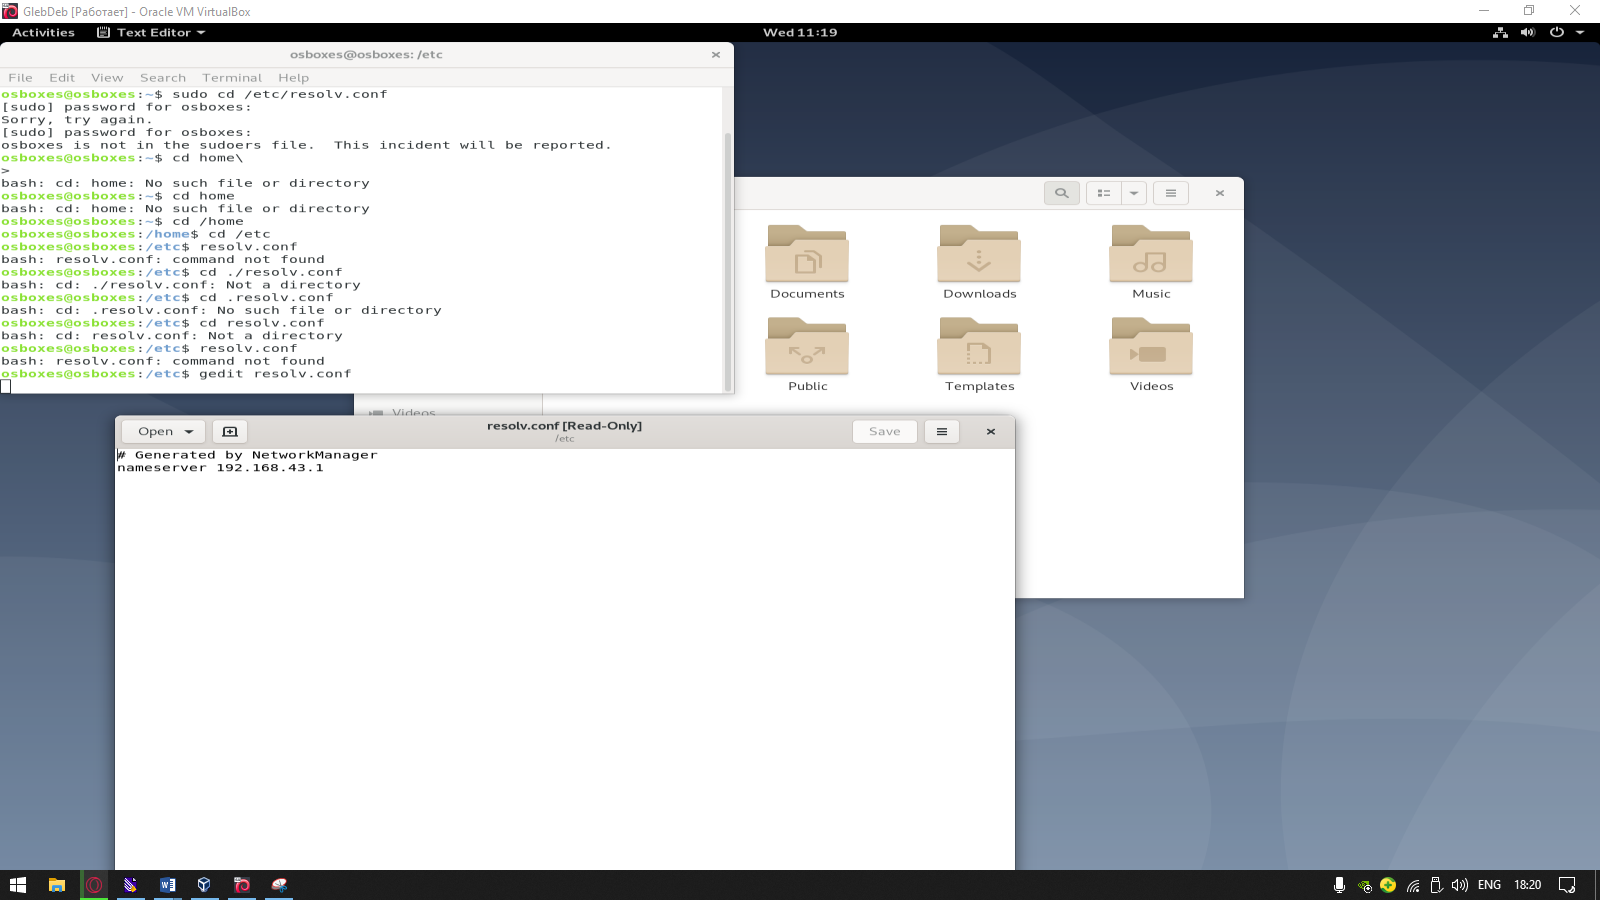 GlebDeb [Работает] - Oracle VM VirtualBox
Activities
Text Editor
Wed 11:19
osboxes@osboxes: /etc
File Edit View Search Terminal Help
osboxes@osboxes:~$ sudo cd /etc/resolv.conf
[sudo] password for osboxes:
Sorry, try again.
[sudo] password for osboxes:
osboxes is not in the sudoers file.  This incident will be reported.
osboxes@osboxes:~$ cd home\
>
bash: cd: home: No such file or directory
osboxes@osboxes:~$ cd home
bash: cd: home: No such file or directory
osboxes@osboxes:~$ cd /home
osboxes@osboxes:/home$ cd /etc
osboxes@osboxes:/etc$ resolv.conf
bash: resolv.conf: command not found
osboxes@osboxes:/etc$ cd ./resolv.conf
bash: cd: ./resolv.conf: Not a directory
osboxes@osboxes:/etc$ cd .resolv.conf
bash: cd: .resolv.conf: No such file or directory
osboxes@osboxes:/etc$ cd resolv.conf
bash: cd: resolv.conf: Not a directory
osboxes@osboxes:/etc$ resolv.conf
bash: resolv.conf: command not found
osboxes@osboxes:/etc$ gedit resolv.conf
Documents
Downloads
Music
Public
Templates
Videos
Videos
Open
resolv.conf [Read-Only]
/etc
Save
# Generated by NetworkManager
nameserver 192.168.43.1
ENG
18:20